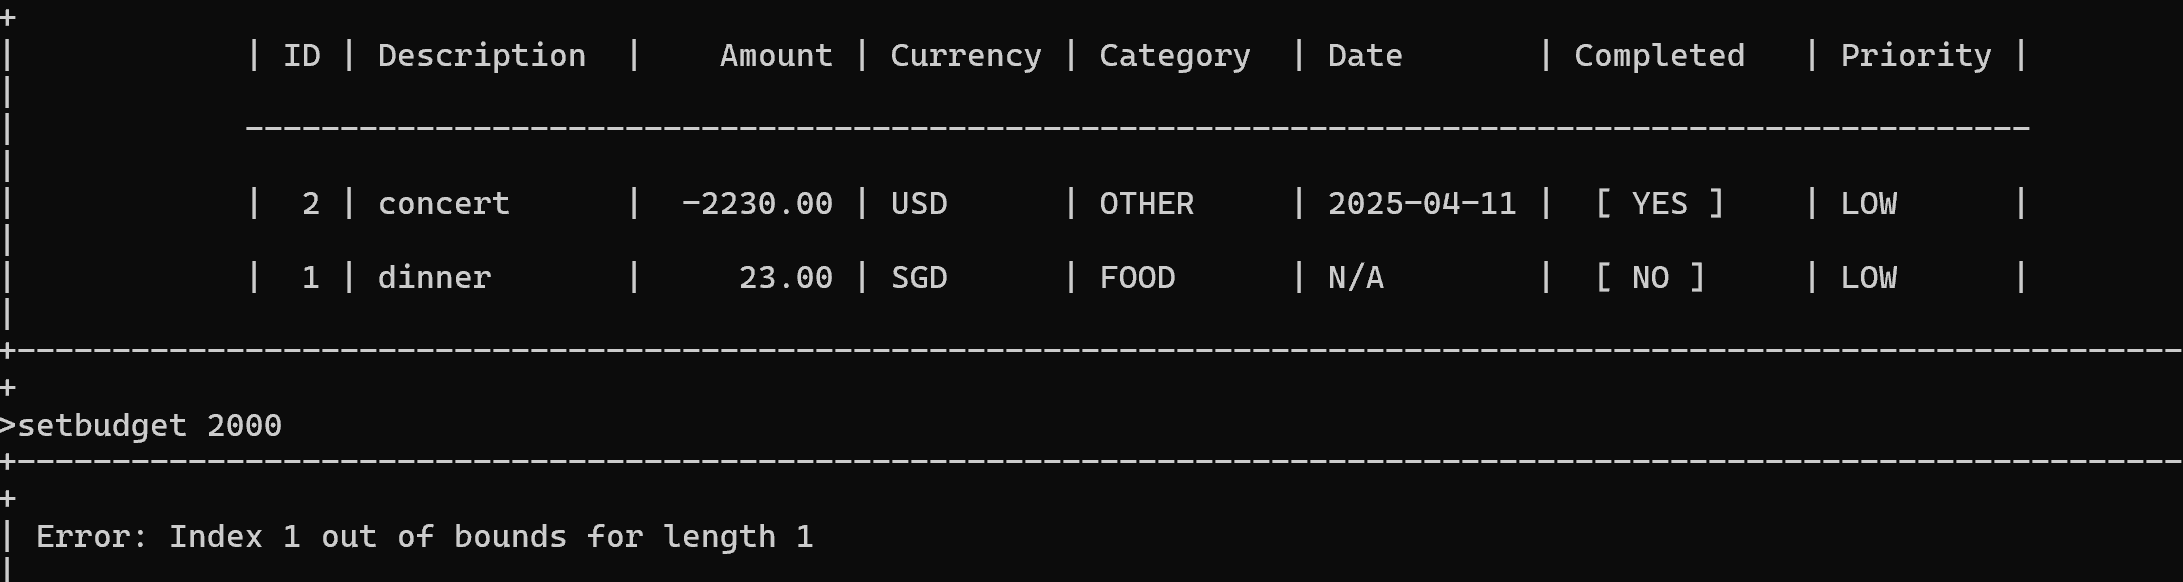 +
| | ID | Description | Amount | Currency | Category | Date | Completed | Priority |
|
| -----------------------------------------------------------------------------------------------
|
| | 2 | concert | -2230.00 | USD | OTHER | 2025-04-11 | [ YES ] | LOW |
|
| | 1 | dinner | 23.00 | SGD | FOOD | N/A | [ NO ] | LOW |
|
+------------------------------------------------------------------------------------------------------------------
+
>setbudget 2000
+------------------------------------------------------------------------------------------------------------------
+
| Error: Index 1 out of bounds for length 1
|